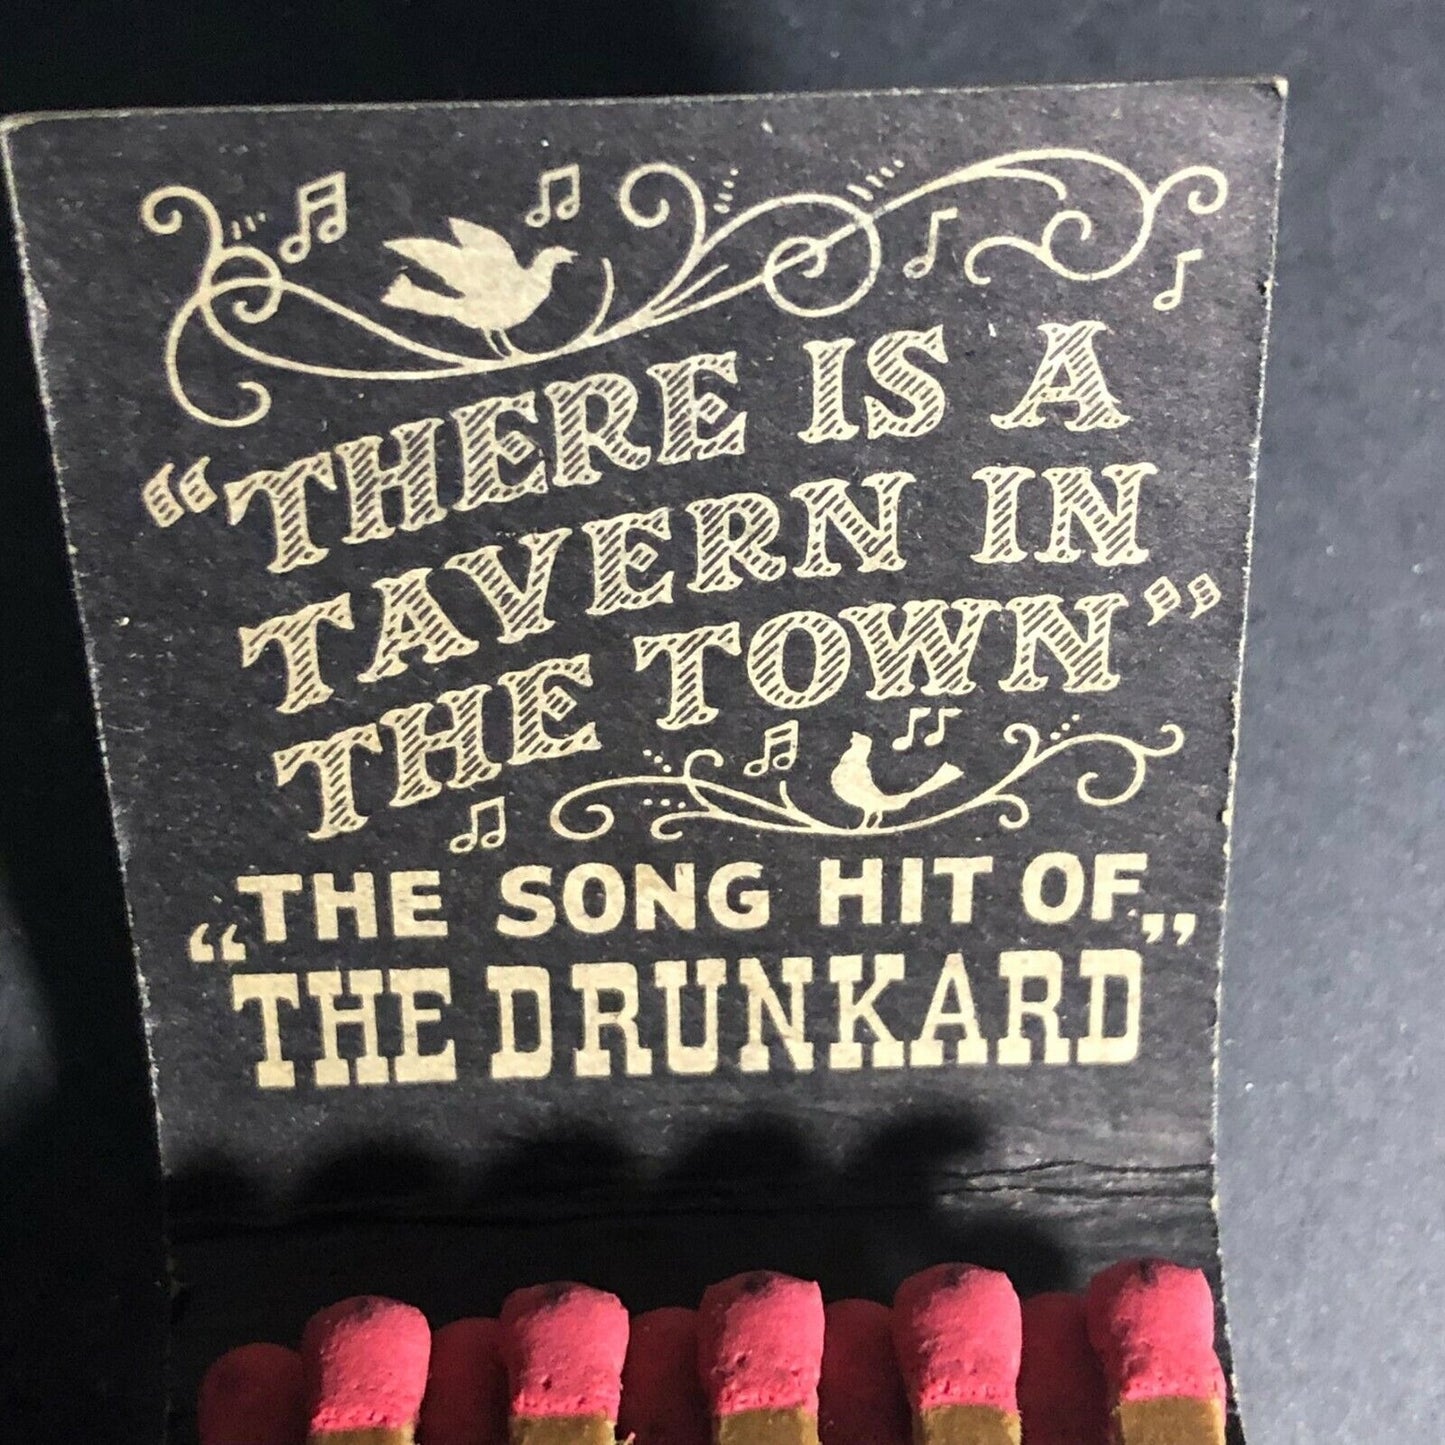 “THERE IS A
TAVERN IN
THE TOWN”
THE SONG HIT OF
“THE DRUNKARD”